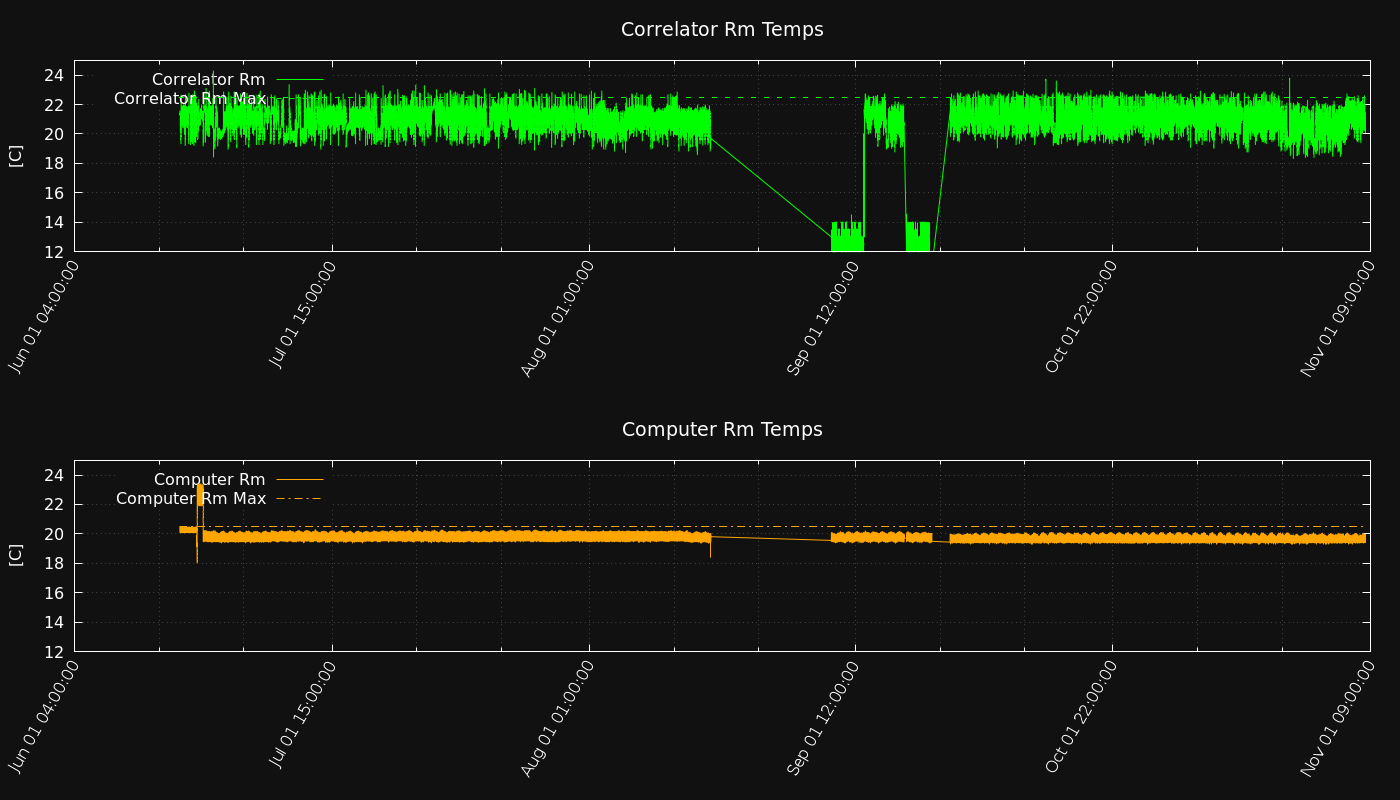 Correlator Rm Temps
Correlator Rm
Correlator Rm Max
24
22
20
18
16
14
12
[C]
Jun 01 04:00:00
Jul 01 15:00:00
Aug 01 01:00:00
Sep 01 12:00:00
Oct 01 22:00:00
Nov 01 09:00:00
Computer Rm Temps
Computer Rm
Computer Rm Max
24
22
20
18
16
14
12
[C]
Jun 01 04:00:00
Jul 01 15:00:00
Aug 01 01:00:00
Sep 01 12:00:00
Oct 01 22:00:00
Nov 01 09:00:00